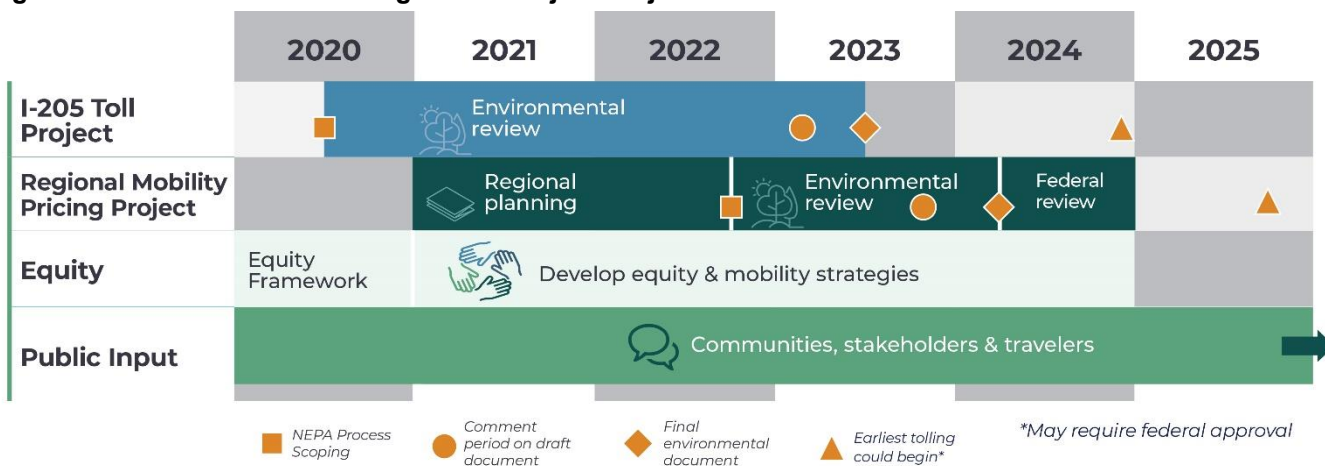 2020 2021 2022 2023 2024 2025
I-205 Toll
Project
Environmental
review
Regional Mobility
Pricing Project
Regional
planning
Environmental
review
Federal
review
Equity
Equity
Framework
Develop equity & mobility strategies
Public Input
Communities, stakeholders & travelers
NEPA Process
Scoping
Comment
period on draft
document
Final
environmental
document
Earliest tolling
could begin*
*May require federal approval